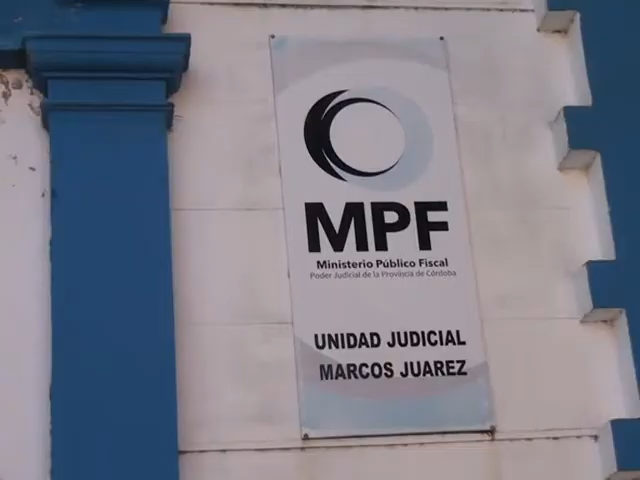 MPF
Ministerio Público Fiscal
Poder Judicial de la Provincia de Córdoba
UNIDAD JUDICIAL
MARCOS JUAREZ